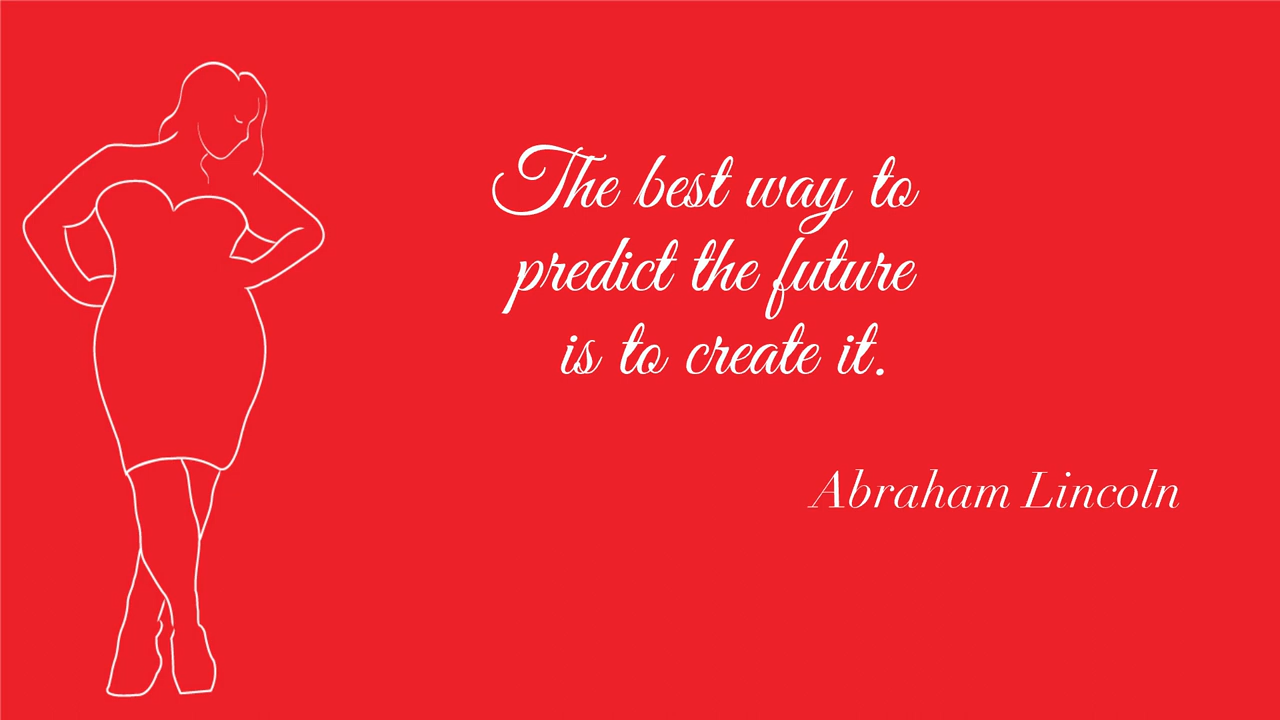 The best way to
predict the future
is to create it.
Abraham Lincoln